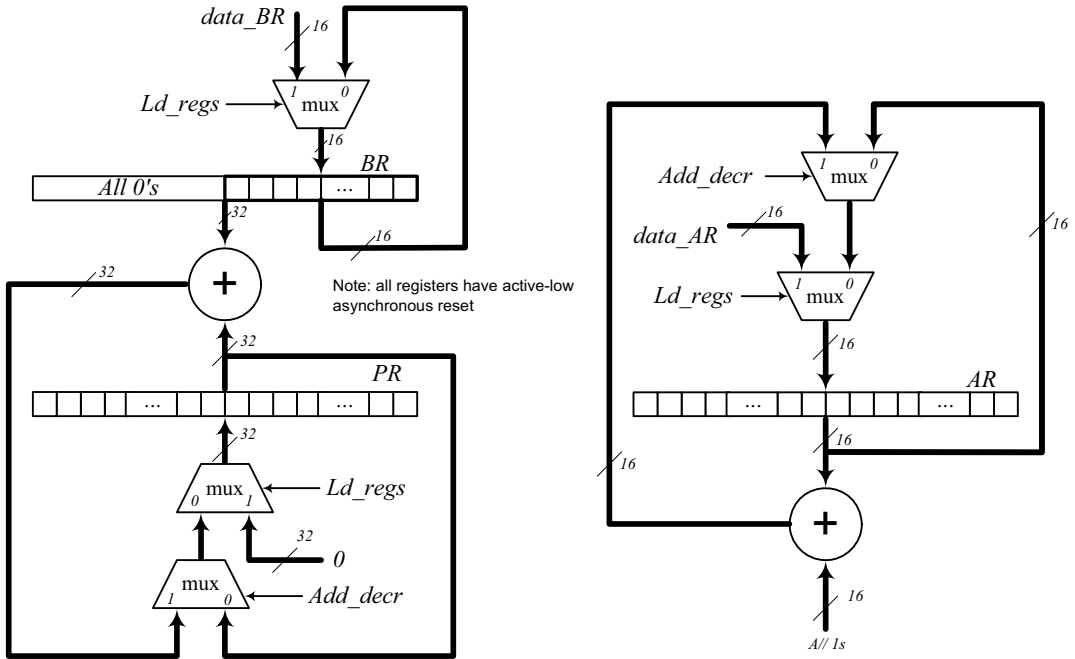 data_BR
16
1
0
mux
Ld_regs
16
BR
All 0's
...
32
16
32
+
Note: all registers have active-low
asynchronous reset
32
PR
...
...
32
mux
0
1
Ld_regs
32
0
mux
1
0
Add_decr
1
0
mux
Add_decr
16
data_AR
16
1
0
mux
Ld_regs
16
AR
...
...
16
16
+
16
A// 1s